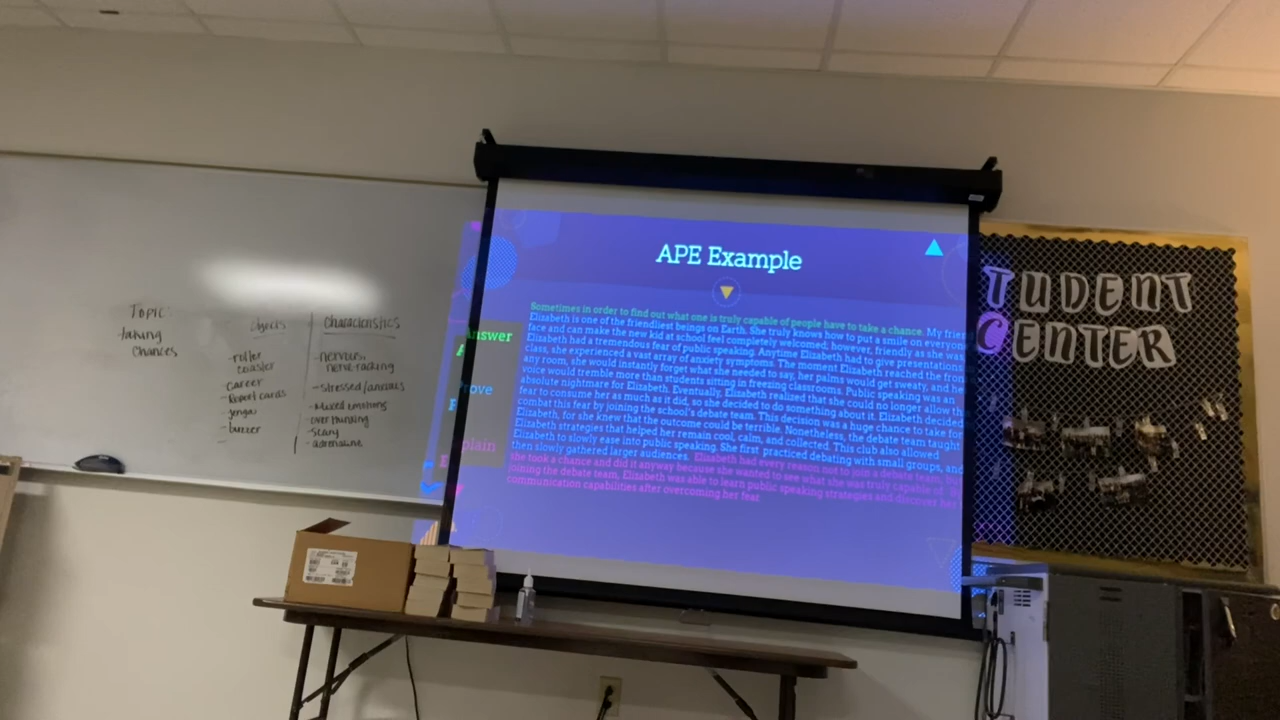 Topic:
-taking
Chances
Objects
-roller
coaster
-Career
-Report cards
-Jenga
-buzzer
Characteristics
-nervous,
nerve-racking
-stressed/anxious
-Mixed emotions
-overthinking
-scary
-adrenaline
APE Example
Answer
rove
plain
Sometimes in order to find out what one is truly capable of people have to take a chance. My frien
Elizabeth is one of the friendliest beings on Earth. She truly knows how to put a smile on everyone
face and can make the new kid at school feel completely welcomed. However, friendly as she was
Elizabeth had a tremendous fear of public speaking. Anytime Elizabeth had to give presentations
class, she experienced a vast array of anxiety symptoms. The moment Elizabeth reached the fron
any room, she would instantly forget what she needed to say, her palms would get sweaty, and he
voice would tremble more than students sitting in freezing classrooms. Public speaking was an
absolute nightmare for Elizabeth. Eventually, Elizabeth realized that she could no longer allow th
fear to consume her as much as it did, so she decided to do something about it. Elizabeth decided
combat this fear by joining the school's debate team. This decision was a huge chance to take for
Elizabeth, for she knew that the outcome could be terrible. Nonetheless, the debate team taught
Elizabeth strategies that helped her remain cool, calm, and collected. This club also allowed
Elizabeth to slowly ease into public speaking. She first practiced debating with small groups, and
then slowly gathered larger audiences. Elizabeth had every reason not to join a debate team, bu
she took a chance and did it anyway because she wanted to see what she was truly capable of.
joining the debate team, Elizabeth was able to learn public speaking strategies and discover her
communication capabilities after overcoming her fear
TUDENT
CENTER